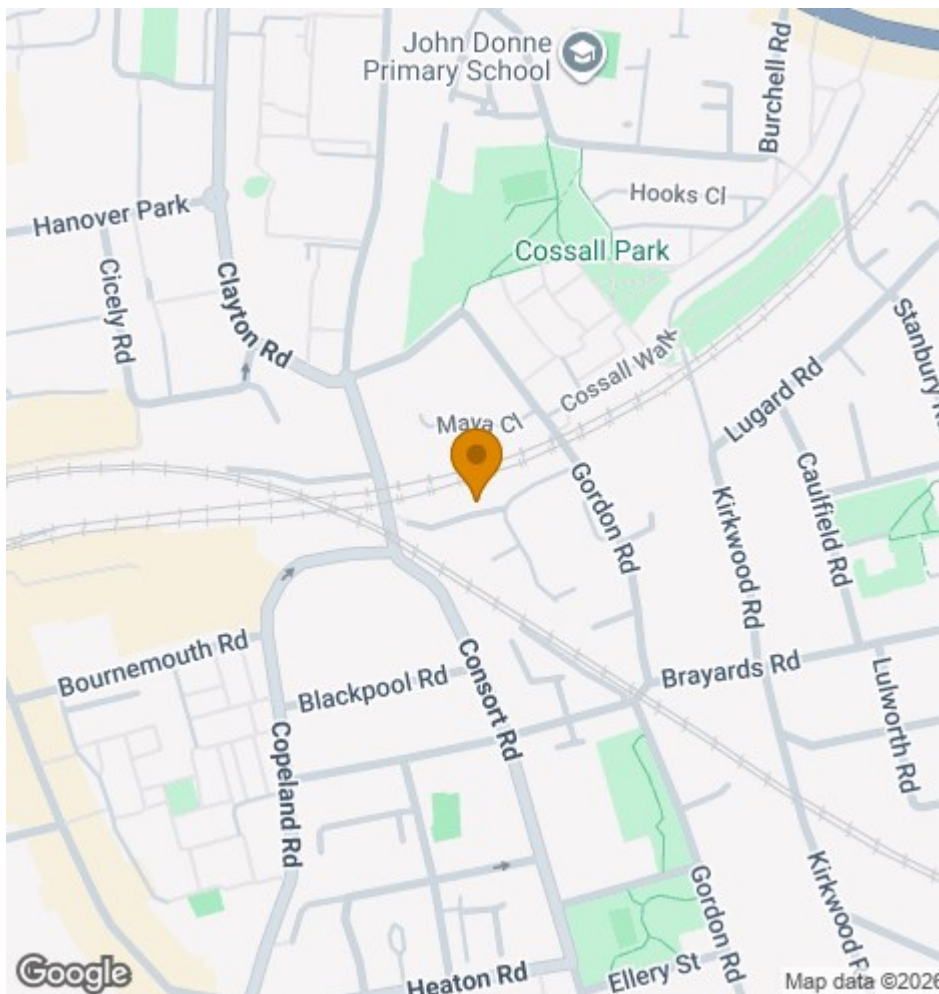 John Donne
Primary School
Burchell Rd
Hanover Park
Hooks Cl
Cicely Rd
Clayton Rd
Cossall Park
Stanbury
Cossall Walk
Lugard Rd
Maya Cl
Gordon Rd
Kirkwood Rd
Caulfield Rd
Bournemouth Rd
Blackpool Rd
Consort Rd
Brayards Rd
Lulworth Rd
Copeland Rd
Gordon Rd
Kirkwood
Google
Heaton Rd
Ellery St
Map data ©2026